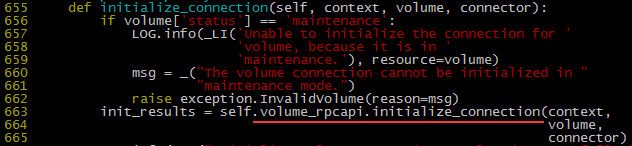 655     def initialize_connection(self, context, volume, connector):
656         if volume['status'] == 'maintenance':
657             LOG.info(_LI('Unable to initialize the connection for '
658                          'volume, because it is in '
659                          'maintenance.'), resource=volume)
660             msg = _("The volume connection cannot be initialized in "
661                     "maintenance mode.")
662             raise exception.InvalidVolume(reason=msg)
663         init_results = self.volume_rpcapi.initialize_connection(context,
664                                                                 volume,
665                                                                 connector)